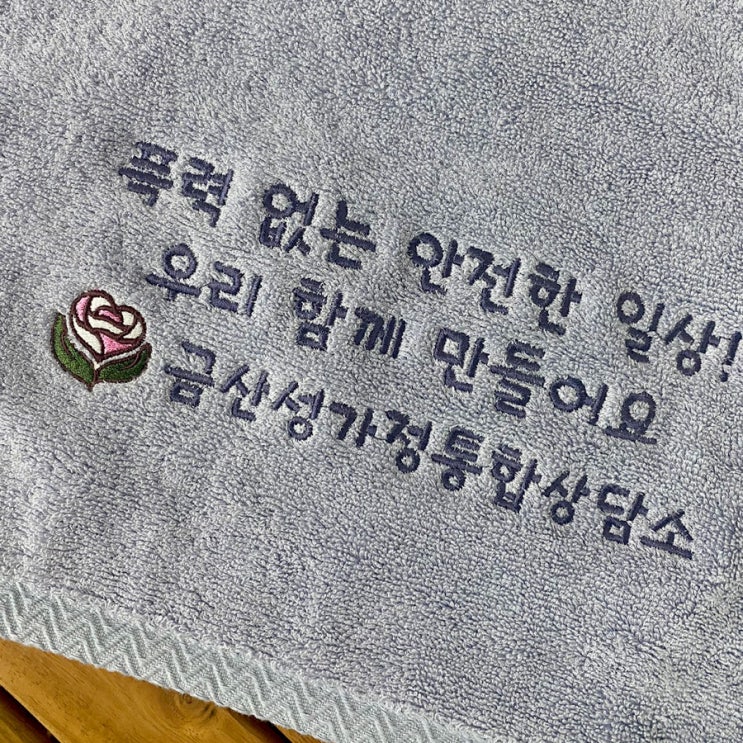 폭력 없는 안전한 일상!
우리 함께 만들어요
금산성가정통합상담소